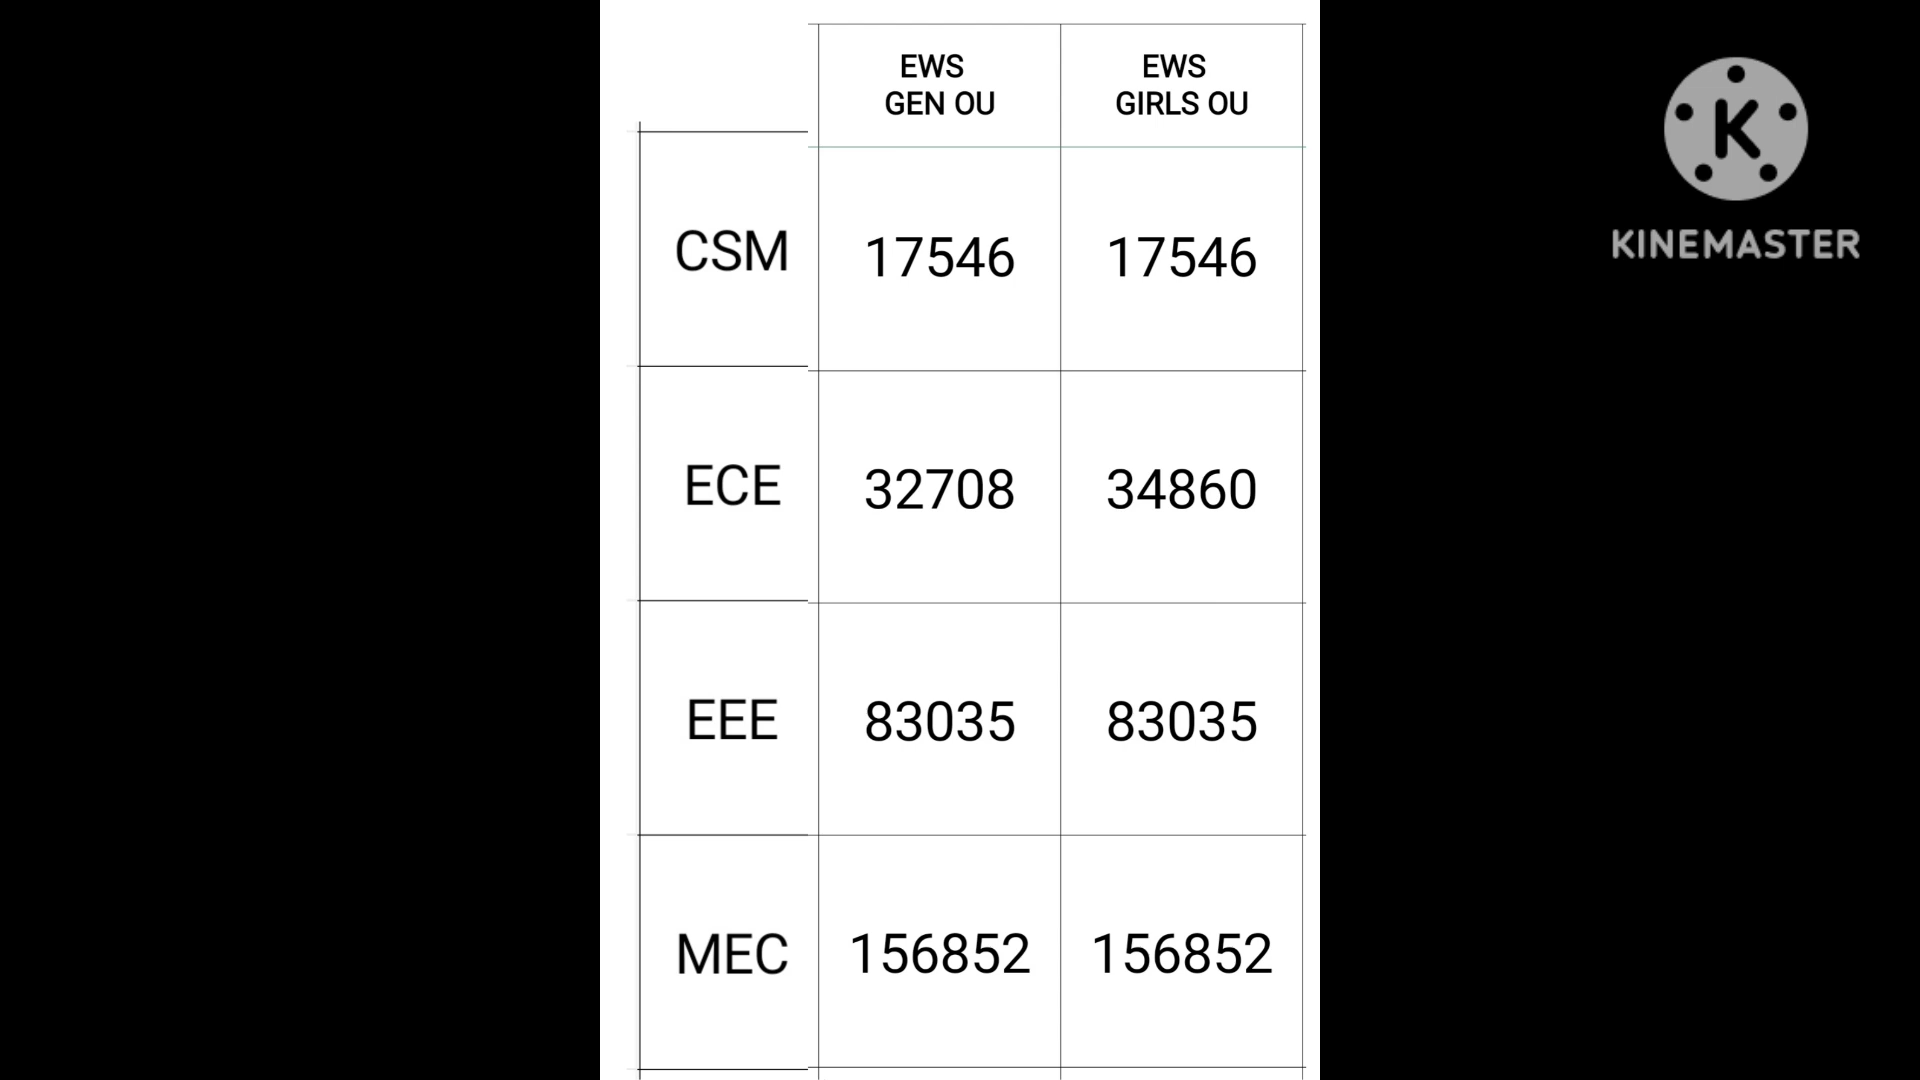 EWS EWS
GEN OU GIRLS OU
CSM 17546 17546
ECE 32708 34860
EEE 83035 83035
MEC 156852 156852
K
KINEMASTER